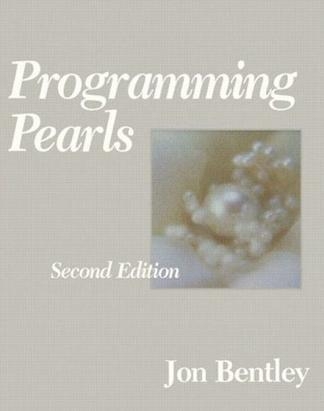 Programming
Pearls
Second Edition
Jon Bentley